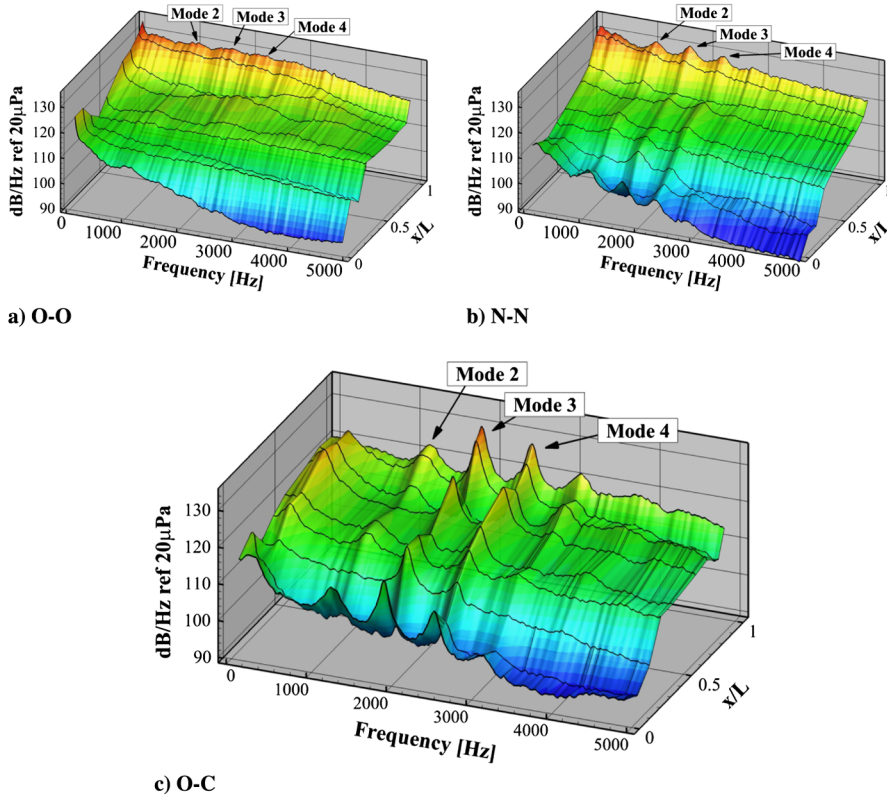 Mode 2
Mode 3
Mode 4
dB/Hz ref 20μPa
130
120
110
100
90
0
1000
2000
3000
4000
5000
Frequency [Hz]
0
0.5
1
x/L
a) O-O
Mode 2
Mode 3
Mode 4
dB/Hz ref 20μPa
130
120
110
100
90
0
1000
2000
3000
4000
5000
Frequency [Hz]
0
0.5
1
x/I
b) N-N
Mode 2
Mode 3
Mode 4
dB/Hz ref 20μPa
130
120
110
100
90
0
1000
2000
3000
4000
5000
Frequency [Hz]
0
0.5
1
x/L
c) O-C